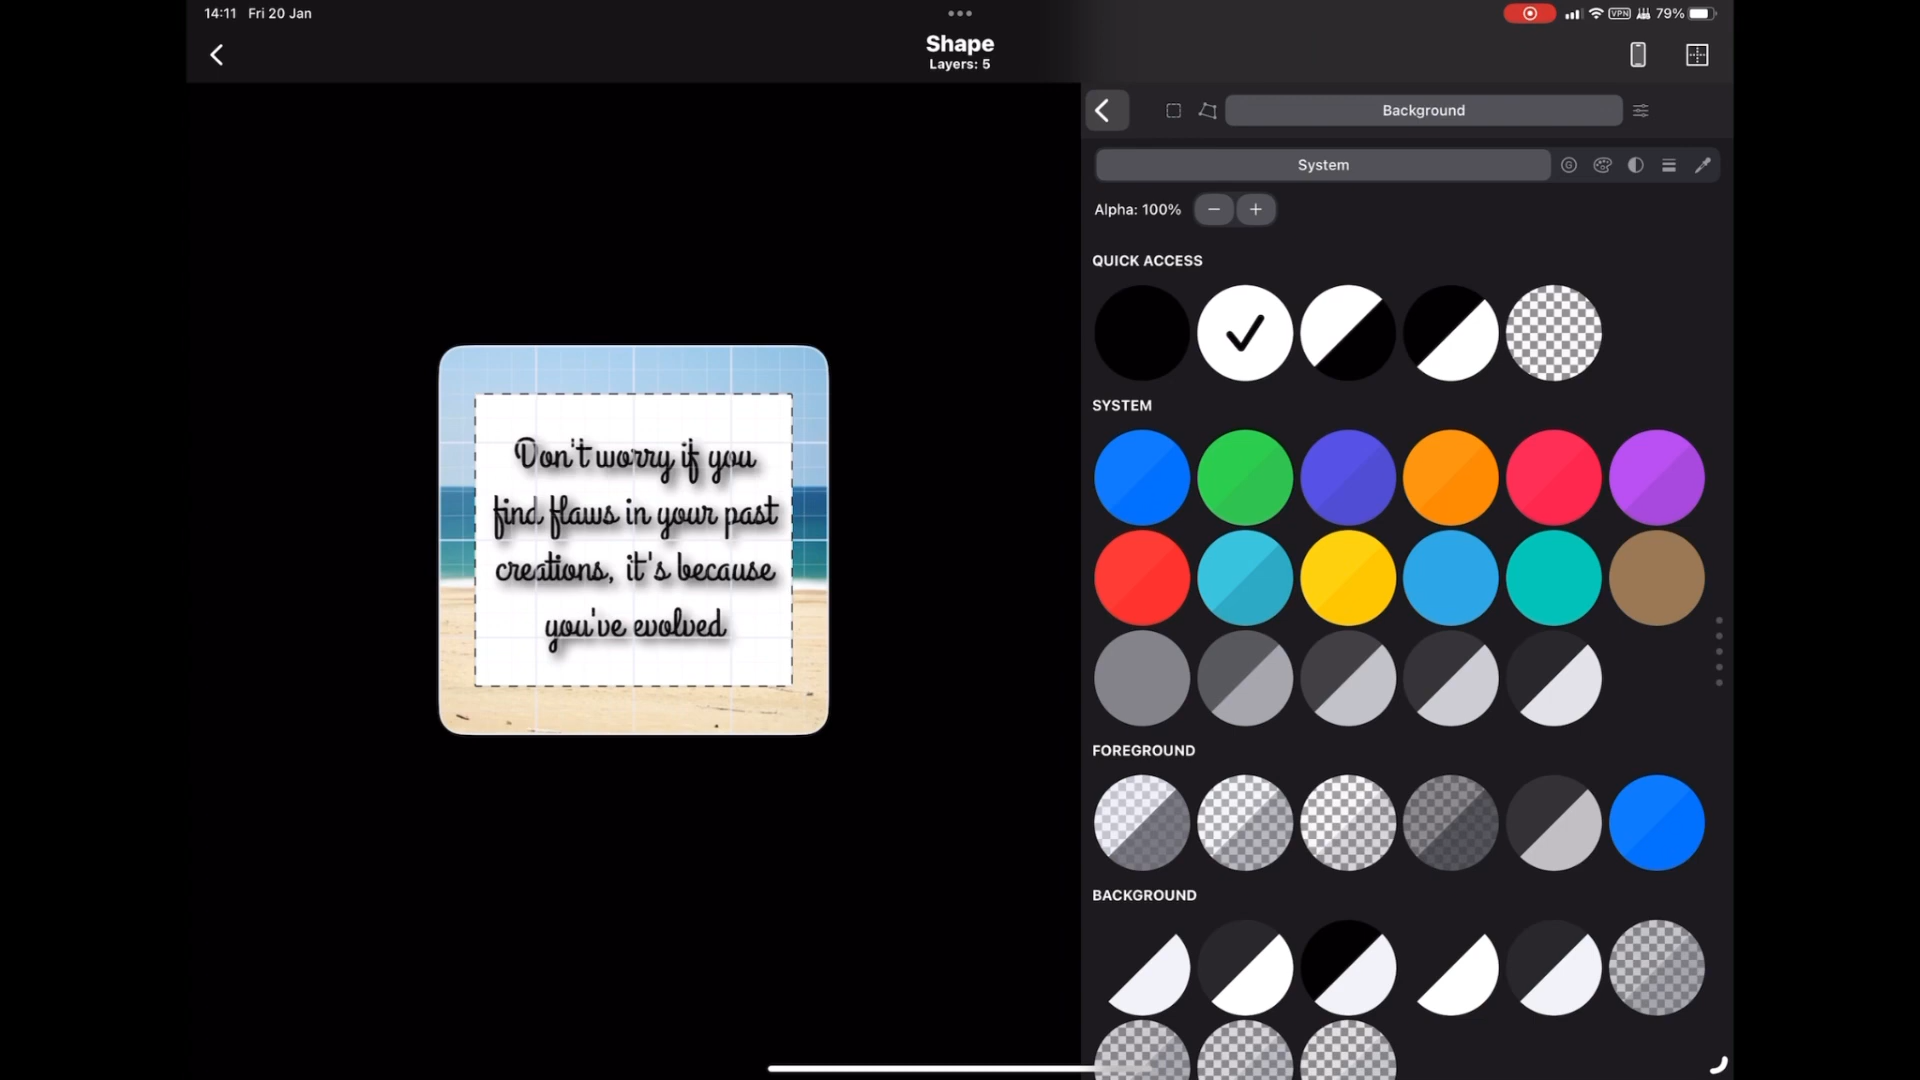 14:11 Fri 20 Jan
VPN 79%
Shape
Layers: 5
Background
System
Alpha: 100%
QUICK ACCESS
SYSTEM
FOREGROUND
BACKGROUND
Don't worry if you
find flaws in your past
creations, it's because
you've evolved